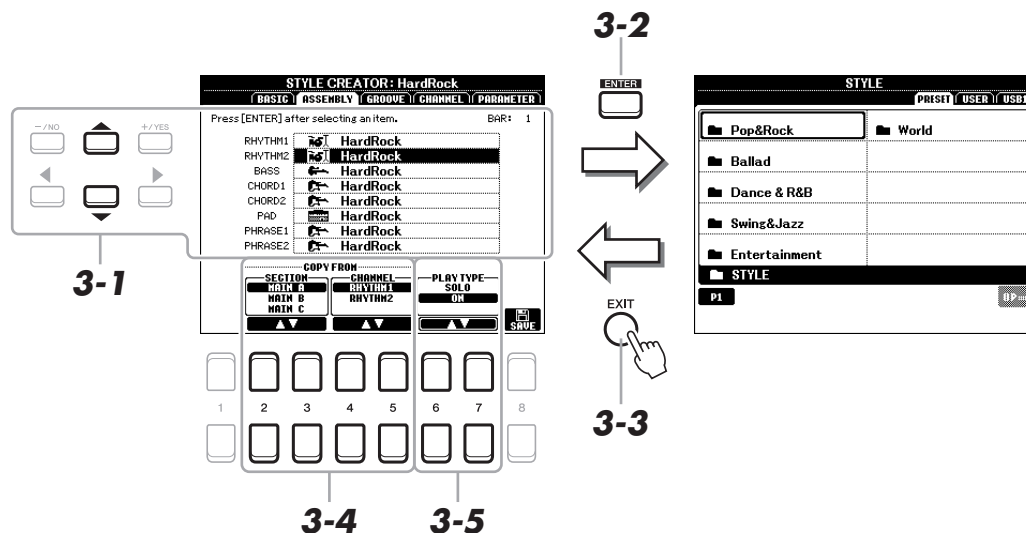 3-2
STYLE CREATOR: HardRock
BASIC ASSEMBLY GROOVE CHANNEL PARAMETER
Press [ENTER] after selecting an item. BAR: 1
RHYTHM1 HardRock
RHYTHM2 HardRock
BASS HardRock
CHORD1 HardRock
CHORD2 HardRock
PAD HardRock
PHRASE1 HardRock
PHRASE2 HardRock
COPY FROM
SECTION CHANNEL PLAY TYPE
MAIN A RHYTHM1 SOLO
MAIN B RHYTHM2 ON
MAIN C
SAVE
-/NO +/YES
3-1
ENTER
EXIT
3-3
STYLE
PRESET USER USB1
Pop&Rock World
Ballad
Dance & R&B
Swing&Jazz
Entertainment
STYLE
P1
1 2 3 4 5 6 7 8
3-4 3-5